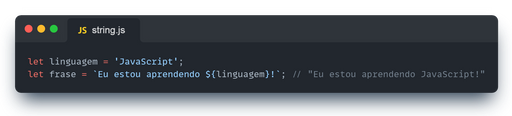 JS string.js
let linguagem = 'JavaScript';
let frase = `Eu estou aprendendo ${linguagem}!`; // "Eu estou aprendendo JavaScript!"